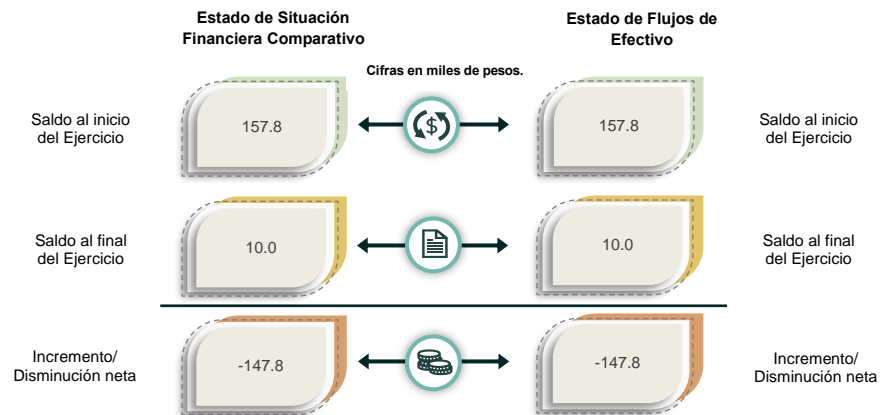 Estado de Situación
Financiera Comparativo
Estado de Flujos de
Efectivo
Cifras en miles de pesos.
Saldo al inicio
del Ejercicio
157.8
$
157.8
Saldo al inicio
del Ejercicio
Saldo al final
del Ejercicio
10.0
10.0
Saldo al final
del Ejercicio
Incremento/
Disminución neta
-147.8
-147.8
Incremento/
Disminución neta